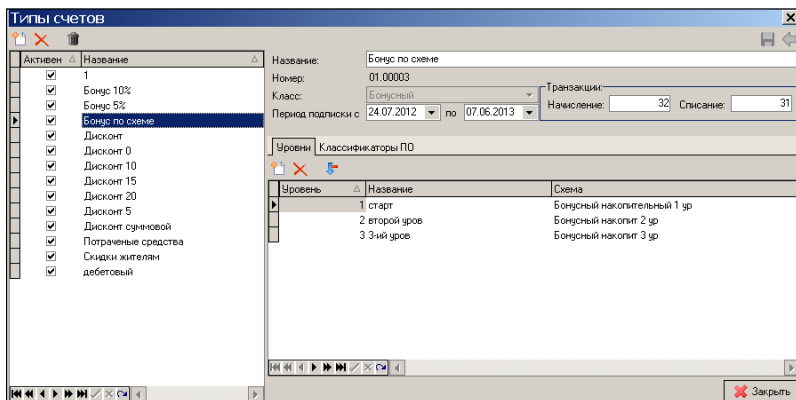 Типы счетов
Активен Название
1
Бонус 10%
Бонус 5%
Бонус по схеме
Дисконт
Дисконт 0
Дисконт 10
Дисконт 15
Дисконт 20
Дисконт 5
Дисконт суммовой
Потраченые средства
Скидки жителям
дебетовый
Название: Бонус по схеме
Номер: 01.00003
Класс: Бонусный
Период подписки с 24.07.2012 по 07.06.2013
Транзакции:
Начисление: 32 Списание: 31
Уровни Классификаторы ПО
Уровень Название Схема
1 старт Бонусный накопительный 1 ур
2 второй уров Бонусный накопит 2 ур
3 3-ий уров Бонусный накопит 3 ур
Закрыть